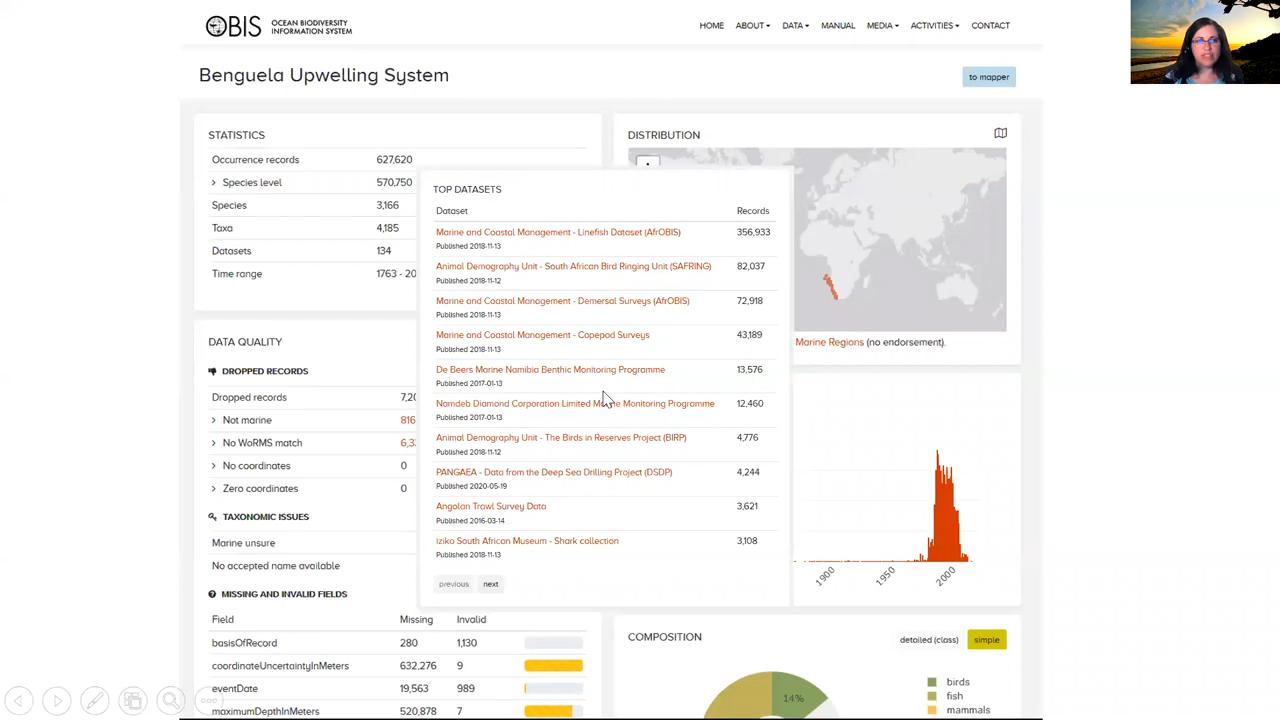 OBIS OCEAN BIODIVERSITY
INFORMATION SYSTEM
HOME ABOUT DATA MANUAL MEDIA ACTIVITIES CONTACT
Benguela Upwelling System
to mapper
STATISTICS
Occurrence records 627,620
Species level 570,750
Species 3,166
Taxa 4,185
Datasets 134
Time range 1763 - 20
DATA QUALITY
DROPPED RECORDS
Dropped records 7,20
Not marine 816
No WoRMS match 6,3
No coordinates 0
Zero coordinates 0
TAXONOMIC ISSUES
Marine unsure
No accepted name available
MISSING AND INVALID FIELDS
Field Missing Invalid
basisOfRecord 280 1,130
coordinateUncertaintyInMeters 632,276 9
eventDate 19,563 989
maximumDepthInMeters 520,878 7
TOP DATASETS
Dataset Records
Marine and Coastal Management - Linefish Dataset (AfrOBIS) 356,933
Published 2018-11-13
Animal Demography Unit - South African Bird Ringing Unit (SAFRING) 82,037
Published 2018-11-12
Marine and Coastal Management - Demersal Surveys (AfrOBIS) 72,918
Published 2018-11-13
Marine and Coastal Management - Copepod Surveys 43,189
Published 2018-11-13
De Beers Marine Namibia Benthic Monitoring Programme 13,576
Published 2017-01-13
Namdeb Diamond Corporation Limited Marine Monitoring Programme 12,460
Published 2017-01-13
Animal Demography Unit - The Birds in Reserves Project (BIRP) 4,776
Published 2018-11-12
PANGAEA - Data from the Deep Sea Drilling Project (DSDP) 4,244
Published 2020-05-19
Angolan Trawl Survey Data 3,621
Published 2016-03-14
iziko South African Museum - Shark collection 3,108
Published 2018-11-13
previous next
DISTRIBUTION
Marine Regions (no endorsement).
1900 1950 2000
COMPOSITION
detailed (class) simple
14%
birds
fish
mammals